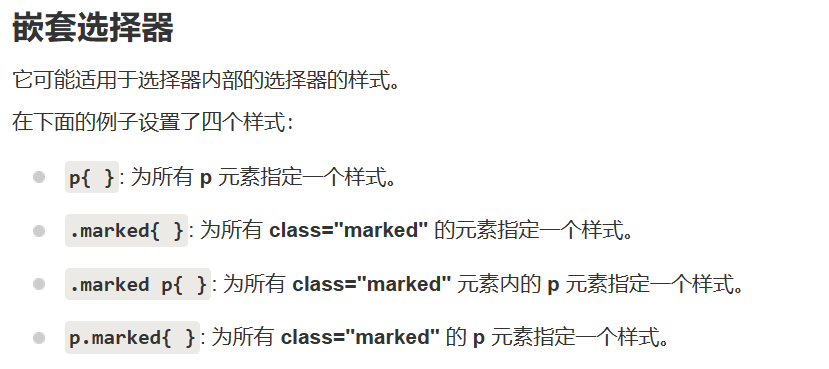 嵌套选择器
它可能适用于选择器内部的选择器的样式。
在下面的例子设置了四个样式：
p{ }: 为所有 p 元素指定一个样式。
.marked{ }: 为所有 class="marked" 的元素指定一个样式。
.marked p{ }: 为所有 class="marked" 元素内的 p 元素指定一个样式。
p.marked{ }: 为所有 class="marked" 的 p 元素指定一个样式。